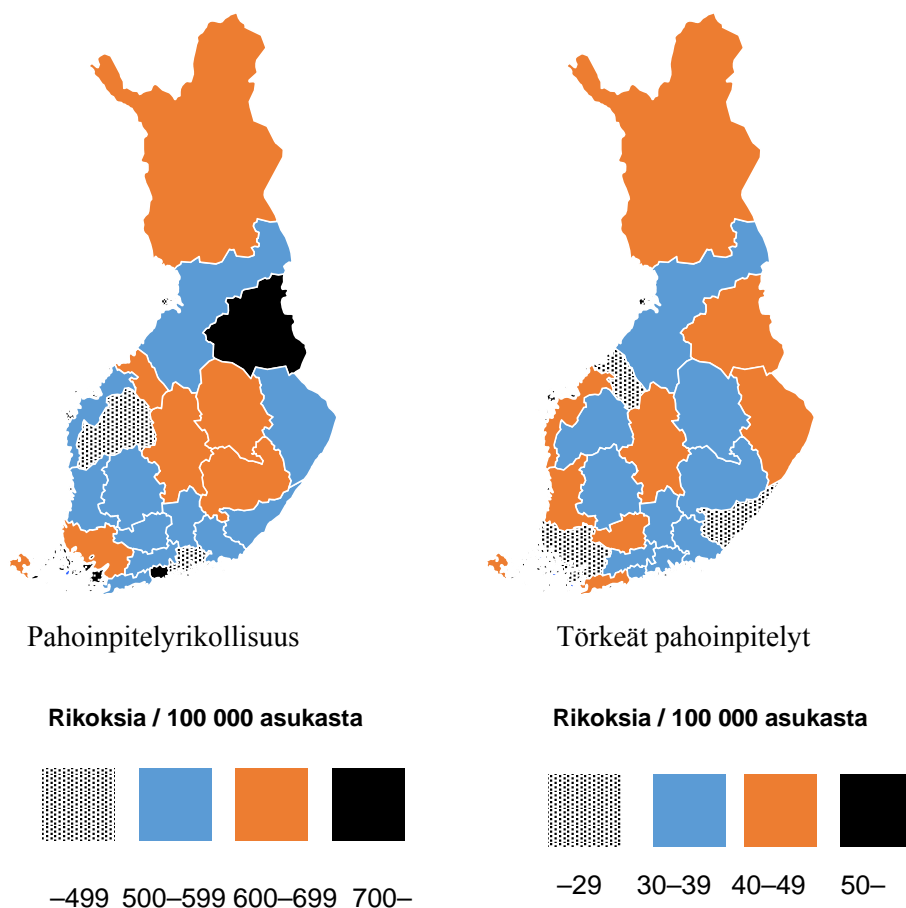 Pahoinpitelyrikollisuus
Törkeät pahoinpitelyt
Rikoksia / 100 000 asukasta
Rikoksia / 100 000 asukasta
–499 500–599 600–699 700–
–29 30–39 40–49 50–